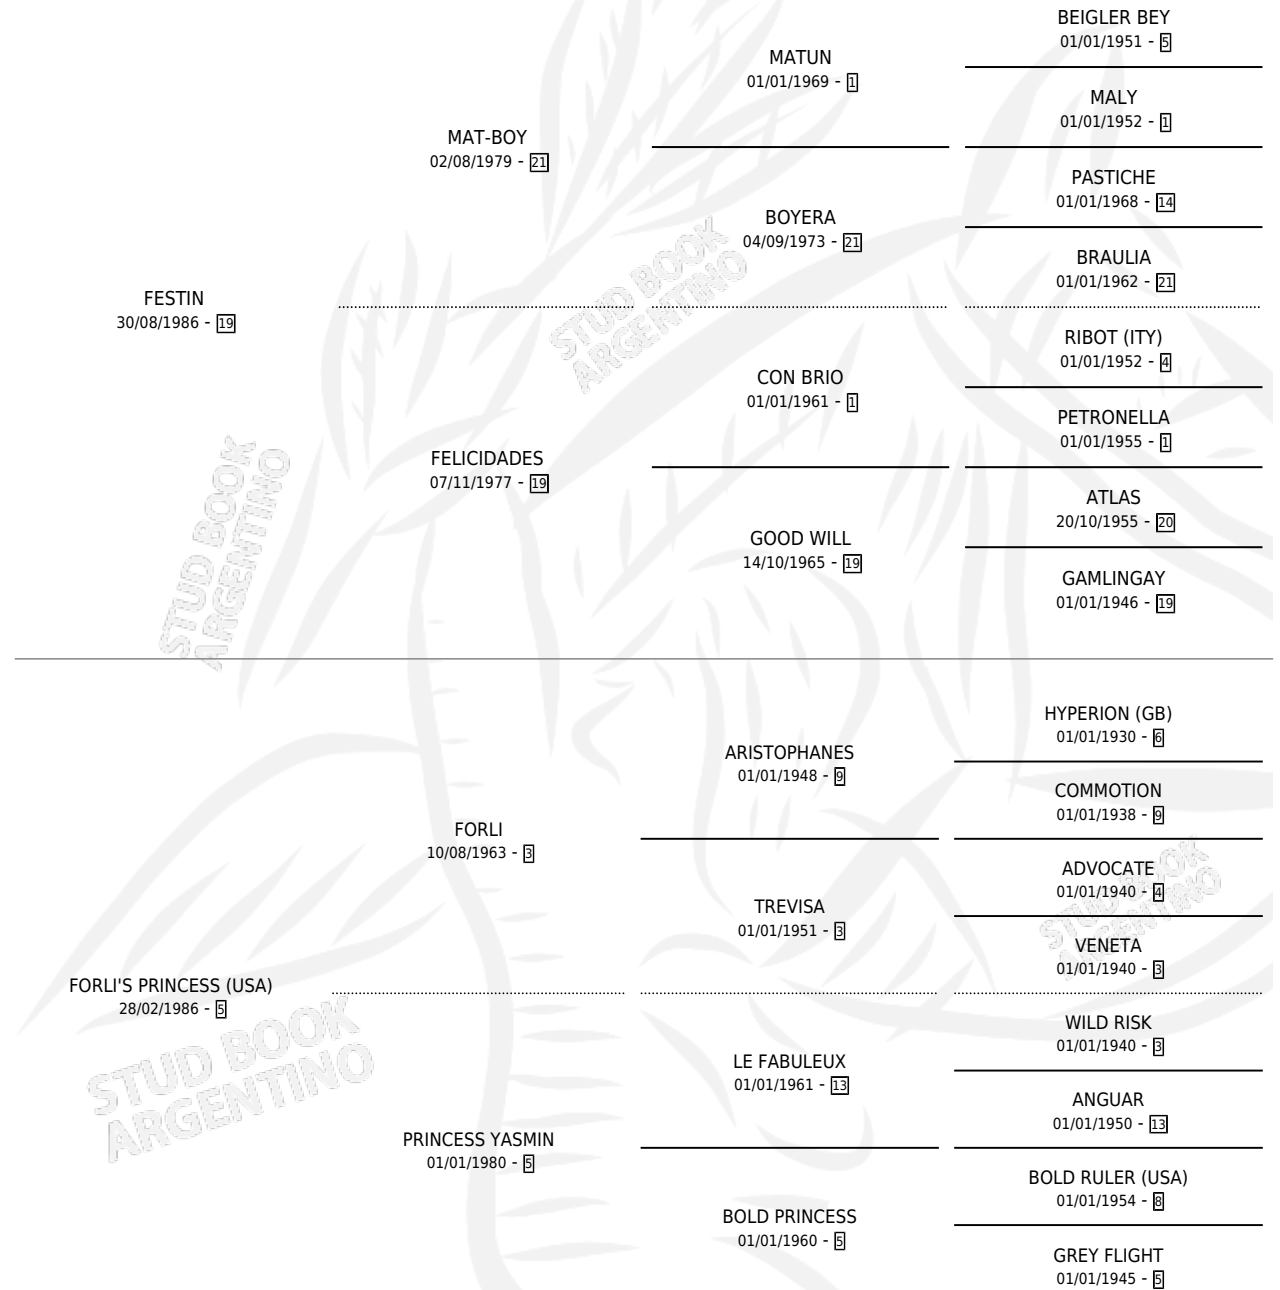 BEIGLER BEY
01/01/1951 - 5
MATUN
01/01/1969 - 1
MALY
01/01/1952 - 1
MAT-BOY
02/08/1979 - 21
PASTICHE
01/01/1968 - 14
BOYERA
04/09/1973 - 21
BRAULIA
01/01/1962 - 21
FESTIN
30/08/1986 - 19
RIBOT (ITY)
01/01/1952 - 4
CON BRIO
01/01/1961 - 1
PETRONELLA
01/01/1955 - 1
FELICIDADES
07/11/1977 - 19
ATLAS
20/10/1955 - 20
GOOD WILL
14/10/1965 - 19
GAMLINGAY
01/01/1946 - 19
STUD BOOK
ARGENTINO
STUD BOOK
ARGENTINO
HYPERION (GB)
01/01/1930 - 6
ARISTOPHANES
01/01/1948 - 9
COMMOTION
01/01/1938 - 9
FORLI
10/08/1963 - 3
ADVOCATE
01/01/1940 - 4
TREVISA
01/01/1951 - 3
VENETA
01/01/1940 - 3
FORLI'S PRINCESS (USA)
28/02/1986 - 5
WILD RISK
01/01/1940 - 3
LE FABULEUX
01/01/1961 - 13
ANGUAR
01/01/1950 - 13
PRINCESS YASMIN
01/01/1980 - 5
BOLD RULER (USA)
01/01/1954 - 8
BOLD PRINCESS
01/01/1960 - 5
GREY FLIGHT
01/01/1945 - 5
STUD BOOK
ARGENTINO
STUD BOOK
ARGENTINO